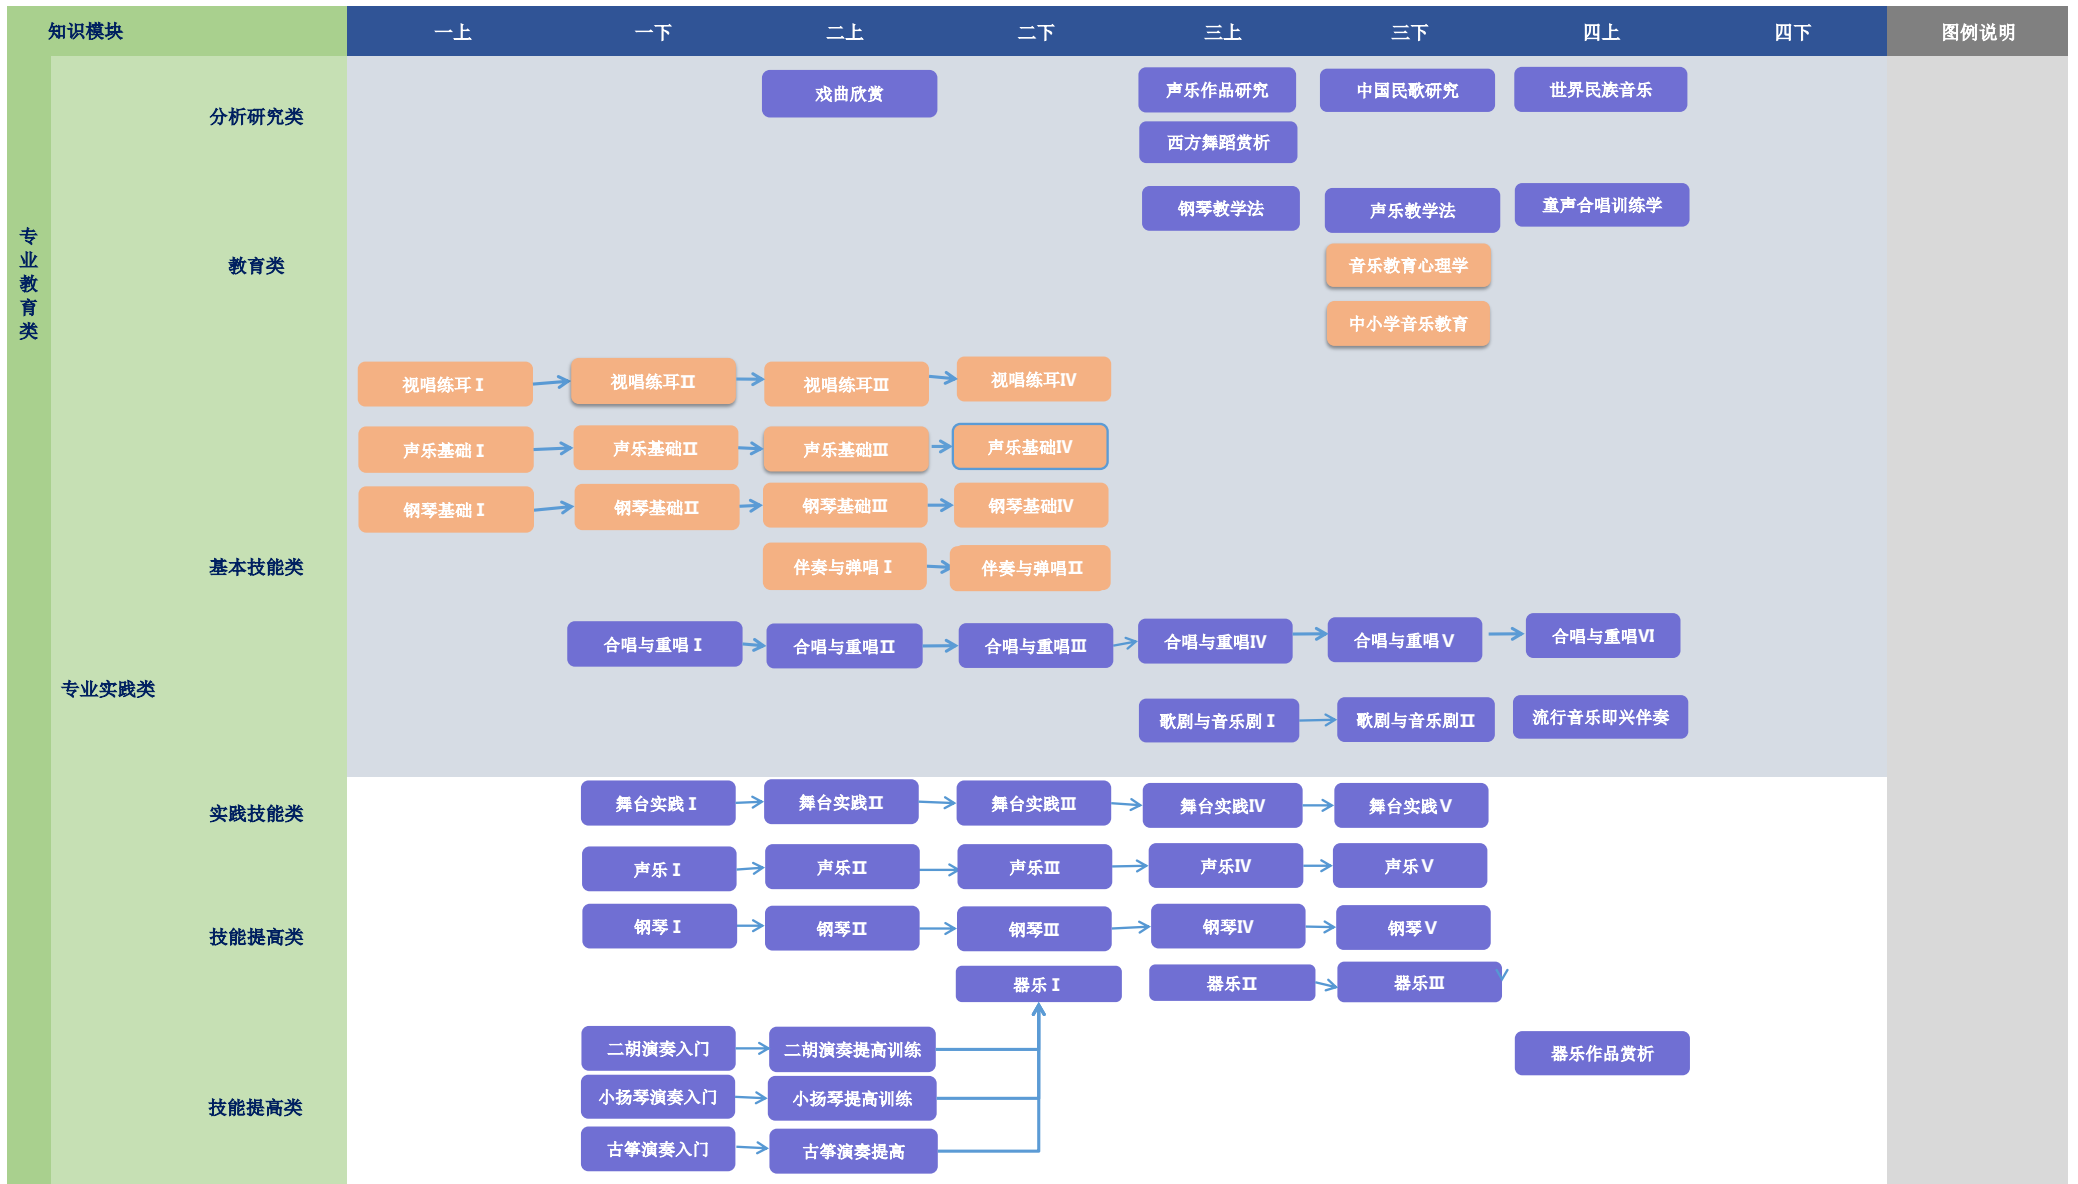 知识模块
一上
一下
二上
二下
三上
三下
四上
四下
图例说明
专业教育类
专业实践类
分析研究类
戏曲欣赏
声乐作品研究
中国民歌研究
世界民族音乐
西方舞蹈赏析
教育类
钢琴教学法
声乐教学法
童声合唱训练学
音乐教育心理学
中小学音乐教育
基本技能类
视唱练耳Ⅰ
视唱练耳Ⅱ
视唱练耳Ⅲ
视唱练耳Ⅳ
声乐基础Ⅰ
声乐基础Ⅱ
声乐基础Ⅲ
声乐基础Ⅳ
钢琴基础Ⅰ
钢琴基础Ⅱ
钢琴基础Ⅲ
钢琴基础Ⅳ
伴奏与弹唱Ⅰ
伴奏与弹唱Ⅱ
合唱与重唱Ⅰ
合唱与重唱Ⅱ
合唱与重唱Ⅲ
合唱与重唱Ⅳ
合唱与重唱Ⅴ
合唱与重唱Ⅵ
歌剧与音乐剧Ⅰ
歌剧与音乐剧Ⅱ
流行音乐即兴伴奏
实践技能类
舞台实践Ⅰ
舞台实践Ⅱ
舞台实践Ⅲ
舞台实践Ⅳ
舞台实践Ⅴ
技能提高类
声乐Ⅰ
声乐Ⅱ
声乐Ⅲ
声乐Ⅳ
声乐Ⅴ
钢琴Ⅰ
钢琴Ⅱ
钢琴Ⅲ
钢琴Ⅳ
钢琴Ⅴ
器乐Ⅰ
器乐Ⅱ
器乐Ⅲ
技能提高类
二胡演奏入门
二胡演奏提高训练
器乐作品赏析
小扬琴演奏入门
小扬琴提高训练
古筝演奏入门
古筝演奏提高